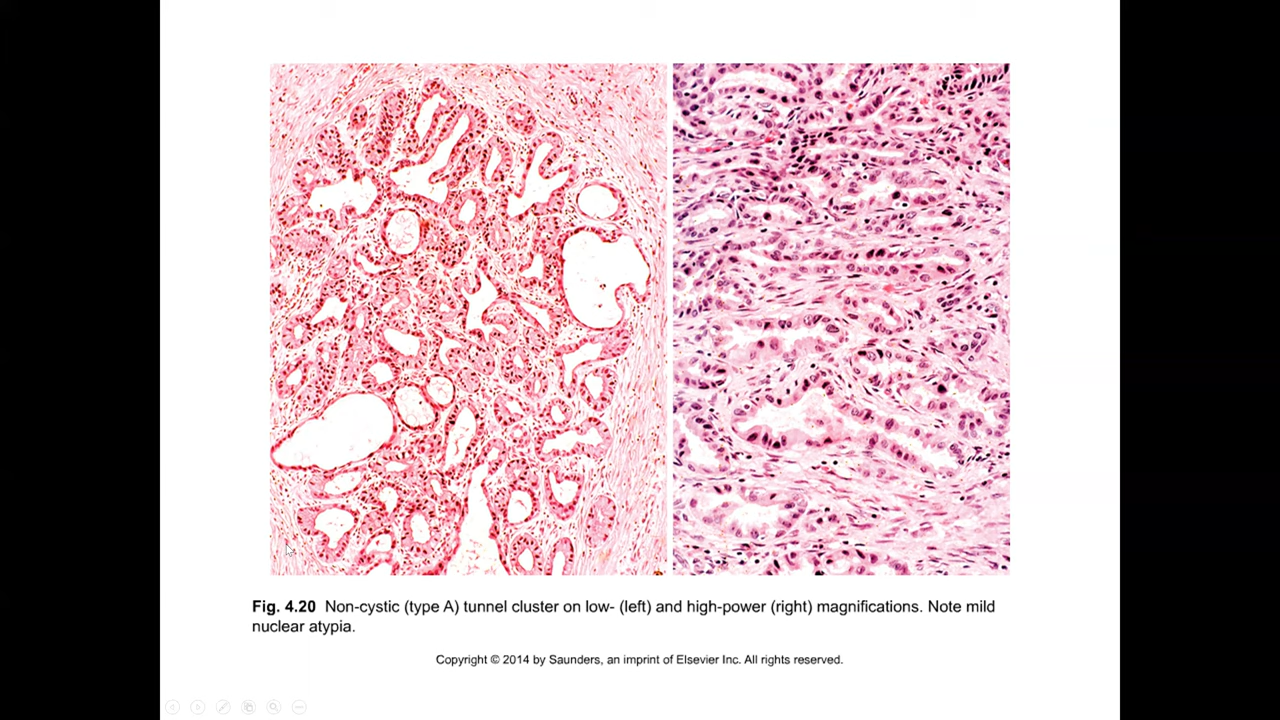 Fig. 4.20 Non-cystic (type A) tunnel cluster on low- (left) and high-power (right) magnifications. Note mild
nuclear atypia.
Copyright © 2014 by Saunders, an imprint of Elsevier Inc. All rights reserved.